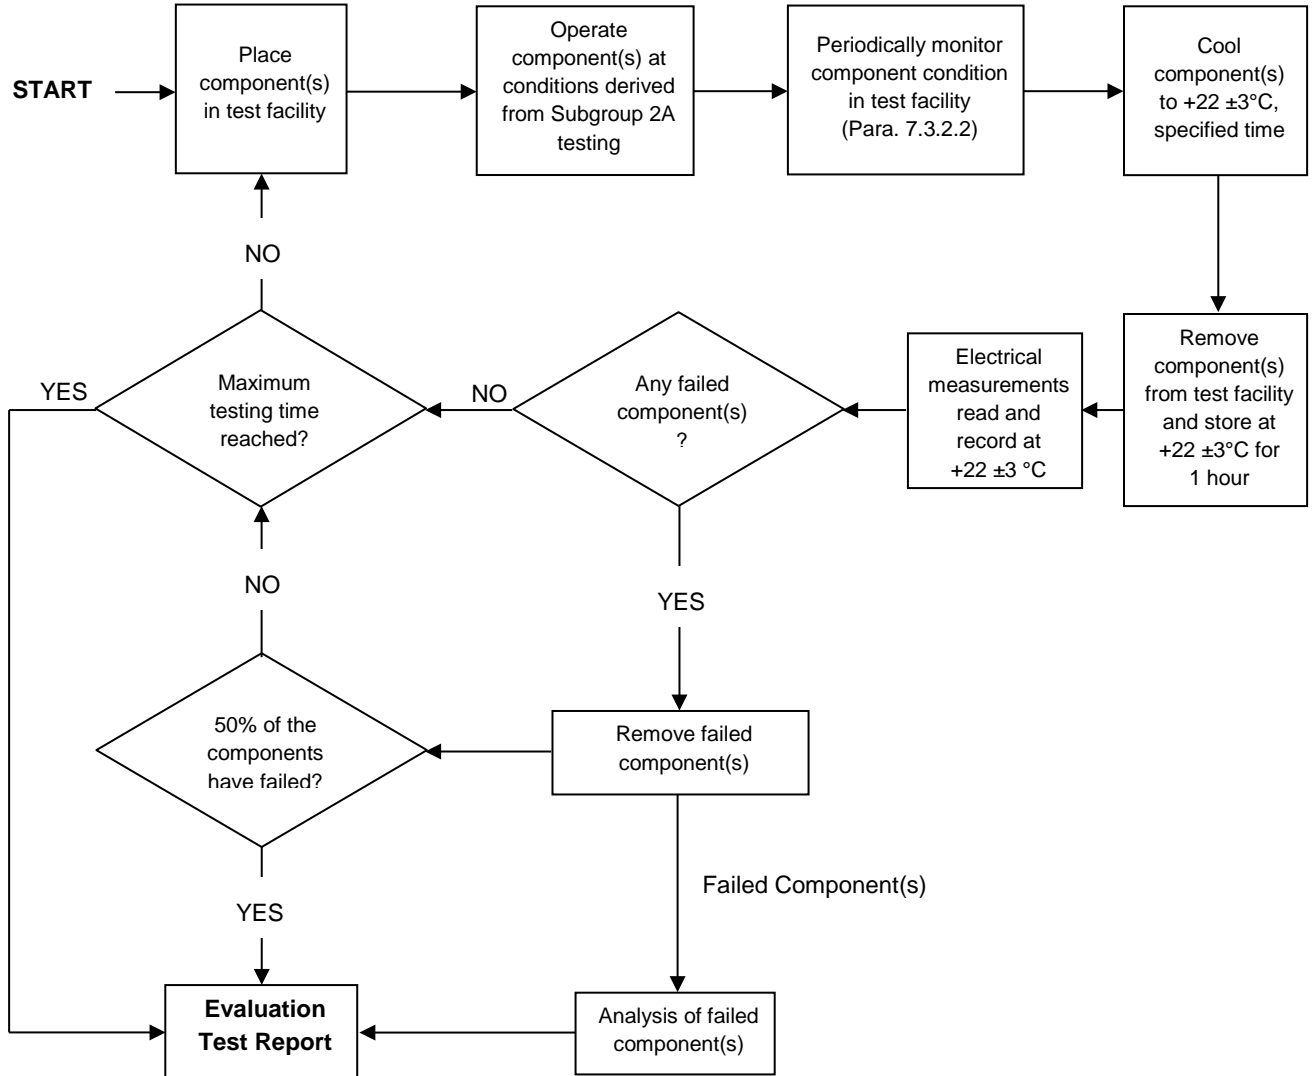 START
Place
component(s)
in test facility
Operate
component(s) at
conditions derived
from Subgroup 2A
testing
Periodically monitor
component condition
in test facility
(Para. 7.3.2.2)
Cool
component(s)
to +22 ±3°C,
specified time
NO
YES
Maximum
testing time
reached?
NO
Any failed
component(s)
?
Electrical
measurements
read and
record at
+22 ±3 °C
Remove
component(s)
from test facility
and store at
+22 ±3°C for
1 hour
NO
YES
50% of the
components
have failed?
Remove failed
component(s)
YES
Failed Component(s)
Evaluation
Test Report
Analysis of failed
component(s)